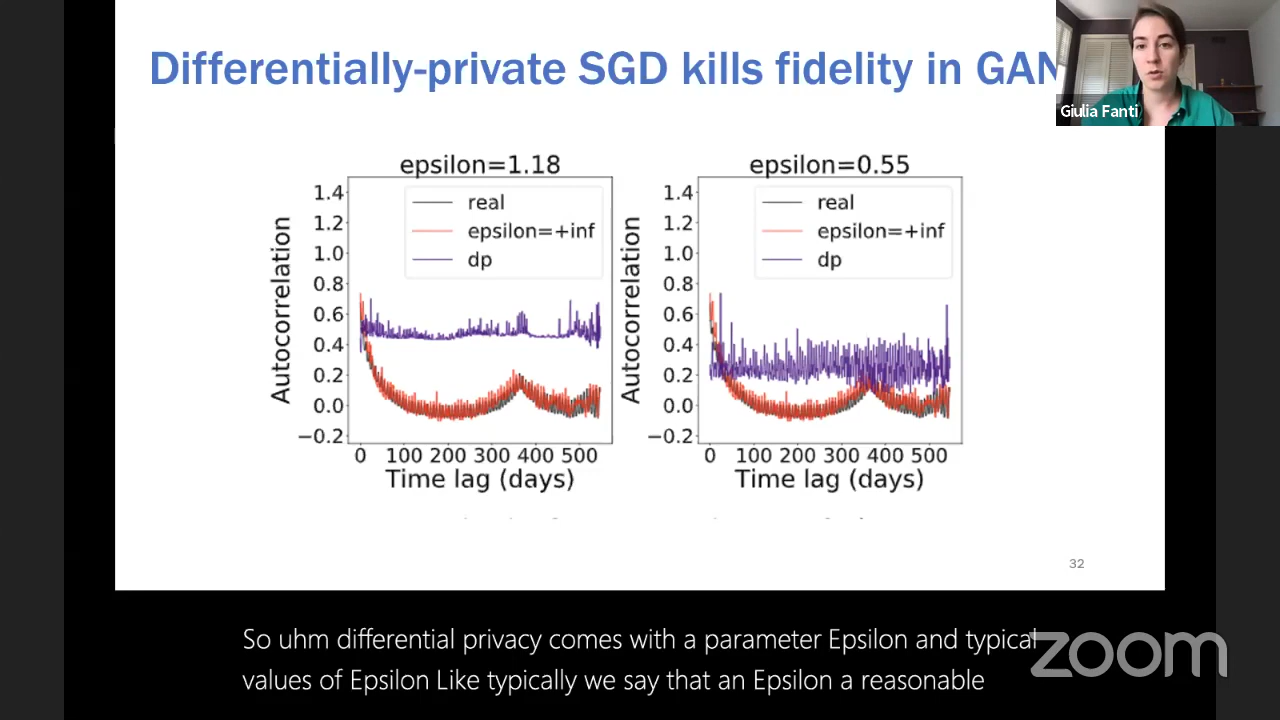 Differentially-private SGD kills fidelity in GAN
Giulia Fanti
epsilon=1.18
1.4
1.2
1.0
0.8
0.6
0.4
0.2
0.0
−0.2
Autocorrelation
real
epsilon=+inf
dp
0 100 200 300 400 500
Time lag (days)
epsilon=0.55
1.4
1.2
1.0
0.8
0.6
0.4
0.2
0.0
−0.2
Autocorrelation
real
epsilon=+inf
dp
0 100 200 300 400 500
Time lag (days)
32
So uhm differential privacy comes with a parameter Epsilon and typical
values of Epsilon Like typically we say that an Epsilon a reasonable
zoom